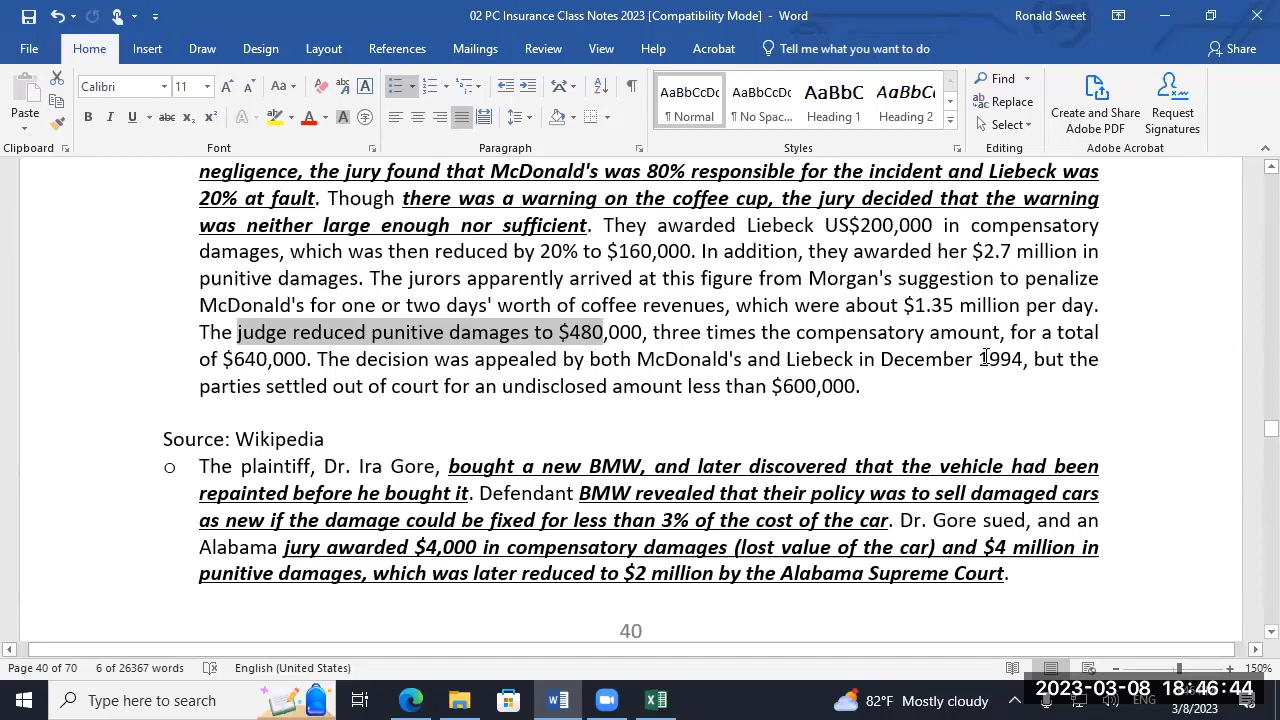 02 PC Insurance Class Notes 2023 [Compatibility Mode] - Word
Ronald Sweet
File Home Insert Draw Design Layout References Mailings Review View Help Acrobat Tell me what you want to do Share
Paste
Clipboard
Calibri 11
Font
Paragraph
AaBbCcDc AaBbCcDc AaBbC AaBbC
¶ Normal ¶ No Spac... Heading 1 Heading 2
Styles
Find
Replace
Select
Editing
Create and Share
Adobe PDF
Request
Signatures
Adobe Acrobat
negligence, the jury found that McDonald's was 80% responsible for the incident and Liebeck was
20% at fault. Though there was a warning on the coffee cup, the jury decided that the warning
was neither large enough nor sufficient. They awarded Liebeck US$200,000 in compensatory
damages, which was then reduced by 20% to $160,000. In addition, they awarded her $2.7 million in
punitive damages. The jurors apparently arrived at this figure from Morgan's suggestion to penalize
McDonald's for one or two days' worth of coffee revenues, which were about $1.35 million per day.
The judge reduced punitive damages to $480,000, three times the compensatory amount, for a total
of $640,000. The decision was appealed by both McDonald's and Liebeck in December 1994, but the
parties settled out of court for an undisclosed amount less than $600,000.
Source: Wikipedia
o The plaintiff, Dr. Ira Gore, bought a new BMW, and later discovered that the vehicle had been
repainted before he bought it. Defendant BMW revealed that their policy was to sell damaged cars
as new if the damage could be fixed for less than 3% of the cost of the car. Dr. Gore sued, and an
Alabama jury awarded $4,000 in compensatory damages (lost value of the car) and $4 million in
punitive damages, which was later reduced to $2 million by the Alabama Supreme Court.
40
Page 40 of 70 6 of 26367 words English (United States) 150%
Type here to search
82°F Mostly cloudy
2023-03-08 18:46:44
ENG
3/8/2023